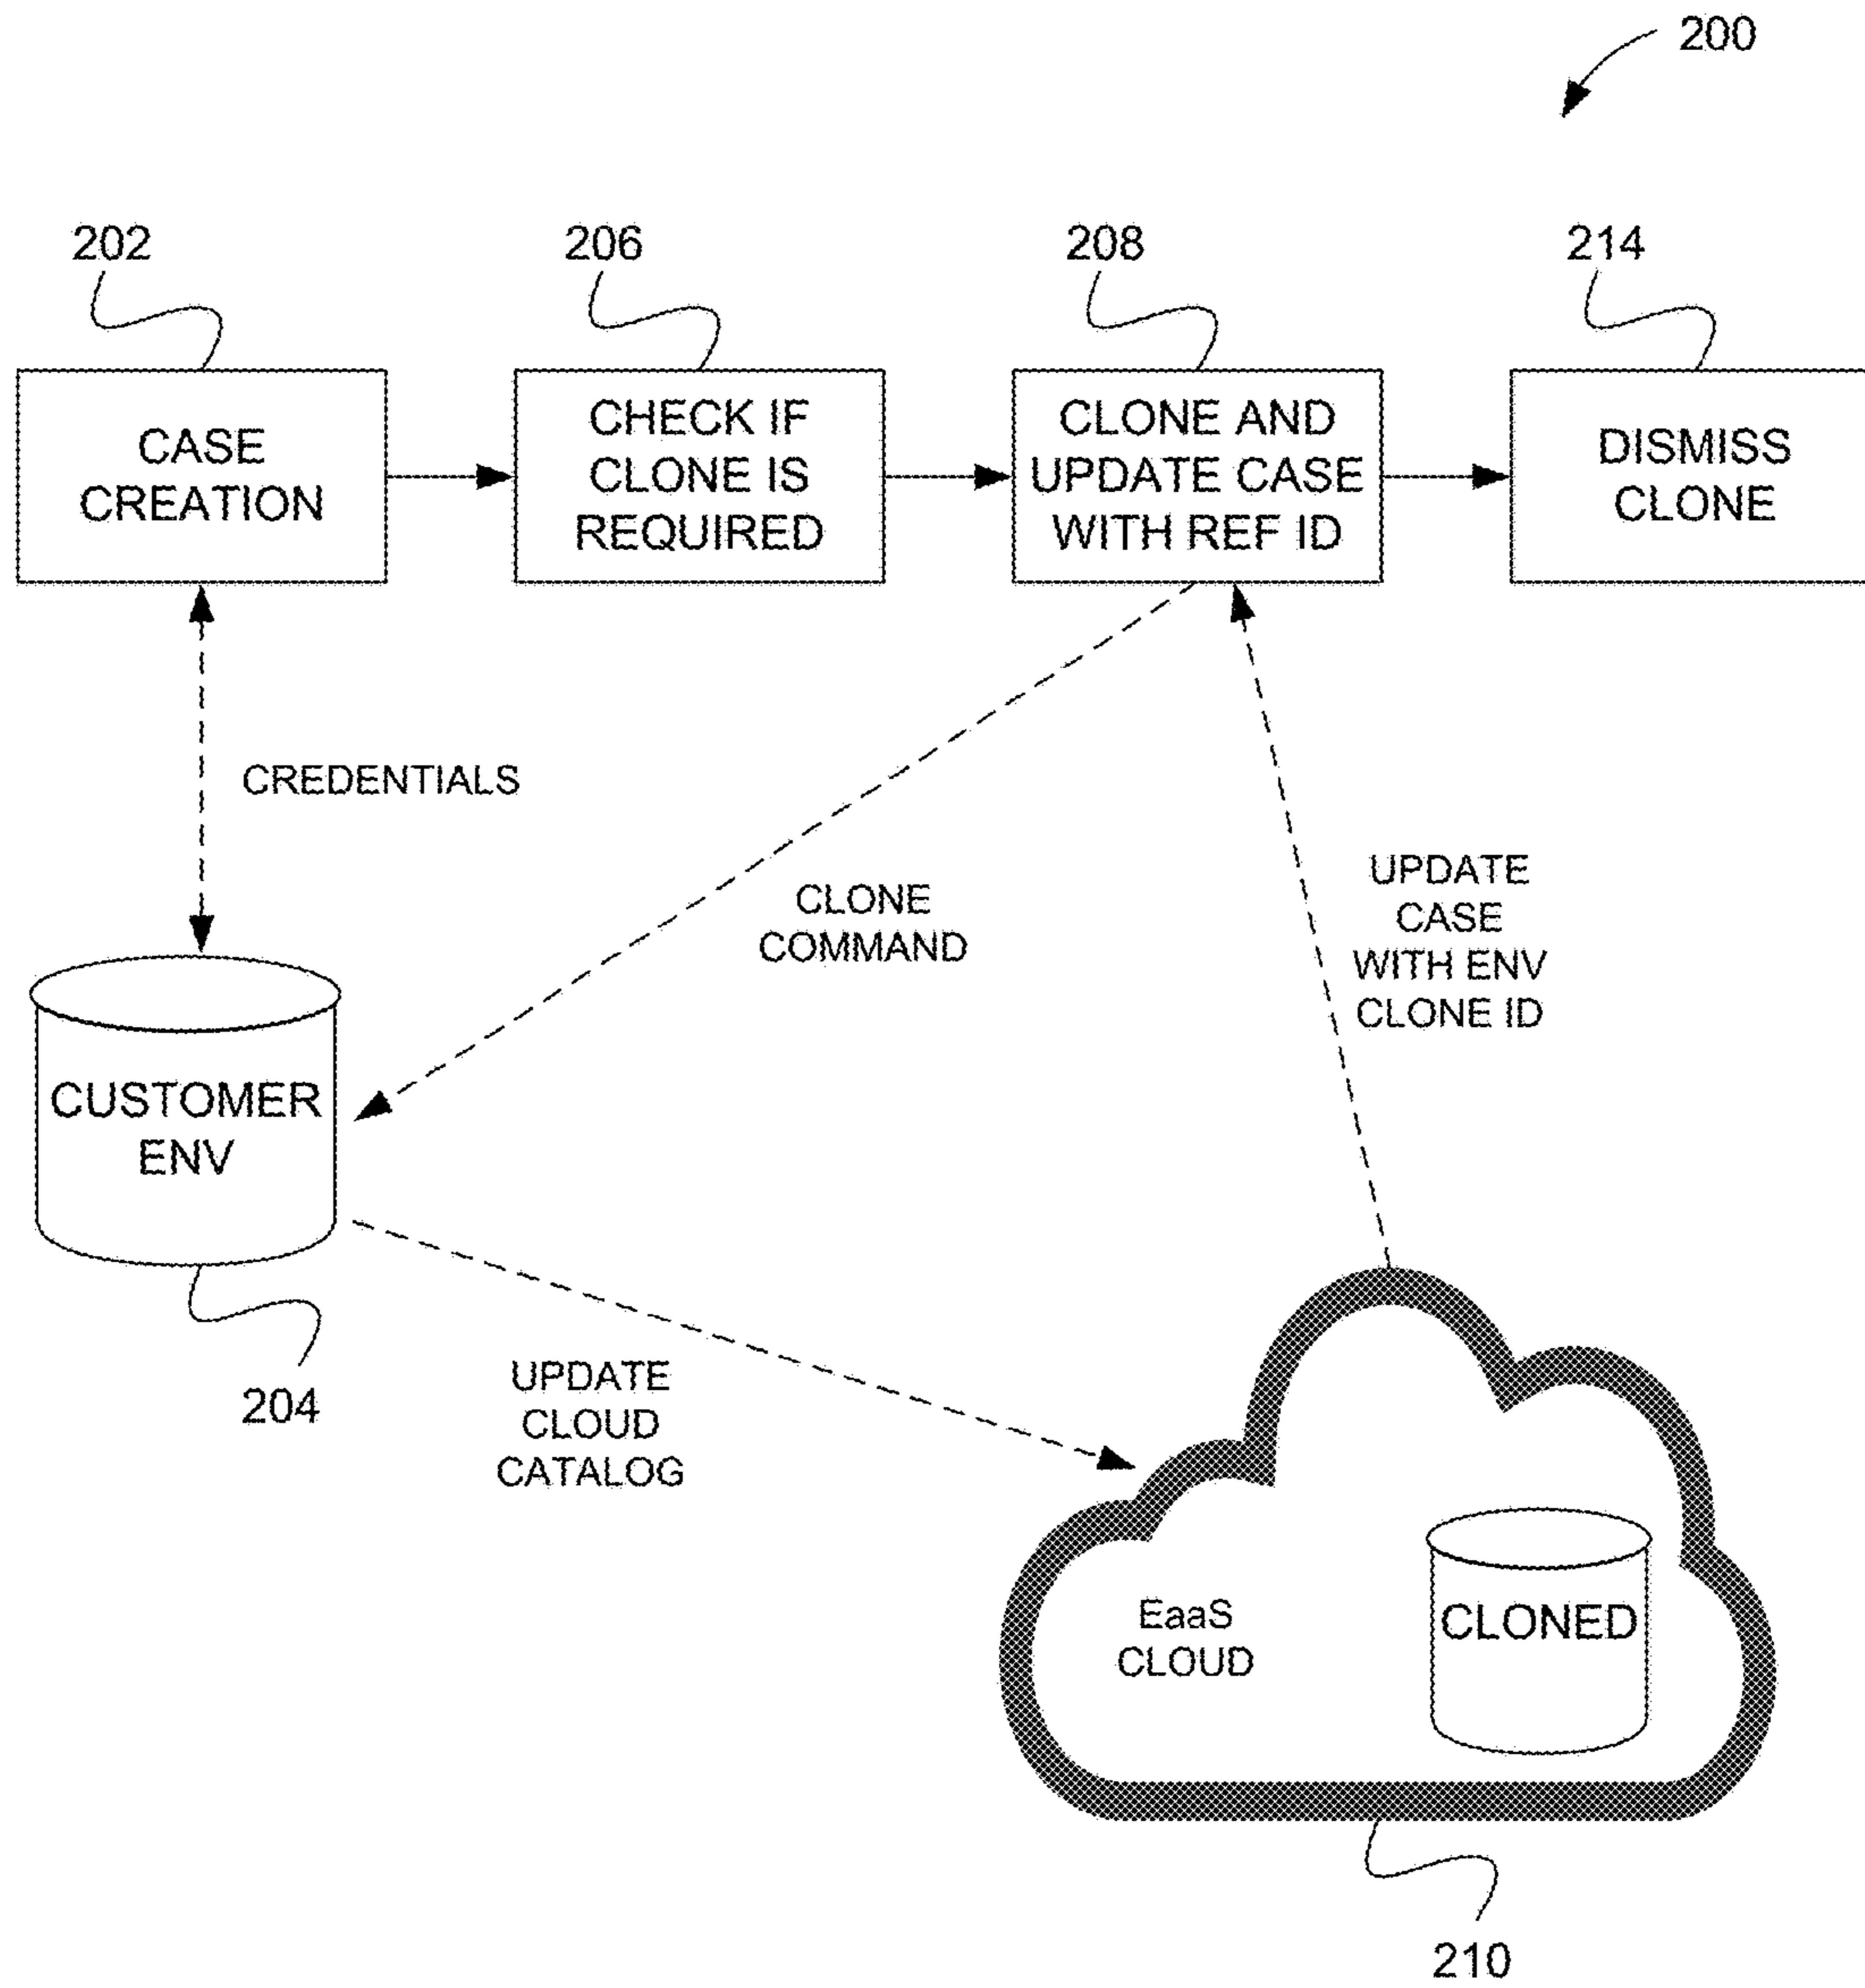 200
202
206
208
214
CASE
CREATION
CHECK IF
CLONE IS
REQUIRED
CLONE AND
UPDATE CASE
WITH REF ID
DISMISS
CLONE
CREDENTIALS
CLONE
COMMAND
UPDATE
CASE
WITH ENV
CLONE ID
CUSTOMER
ENV
204
UPDATE
CLOUD
CATALOG
EaaS
CLOUD
CLONED
210